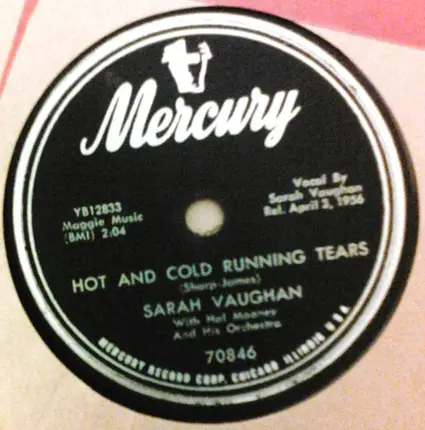 Mercury
YB12833
Maggie Music
(BMI) 2:04
Vocal By
Sarah Vaughan
Rel. April 3, 1956
HOT AND COLD RUNNING TEARS
(Sharp-James)
SARAH VAUGHAN
With Hal Mooney
And His Orchestra
70846
MERCURY RECORD CORP. CHICAGO ILLINOIS U.S.A.